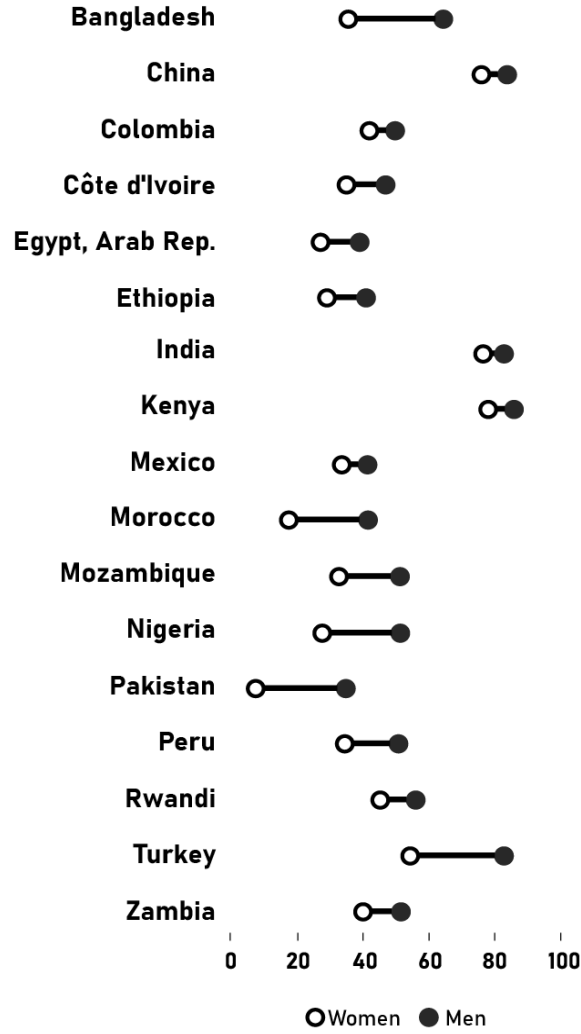 Bangladesh
China
Colombia
Côte d'Ivoire
Egypt, Arab Rep.
Ethiopia
India
Kenya
Mexico
Morocco
Mozambique
Nigeria
Pakistan
Peru
Rwandi
Turkey
Zambia
0 20 40 60 80 100
Women Men